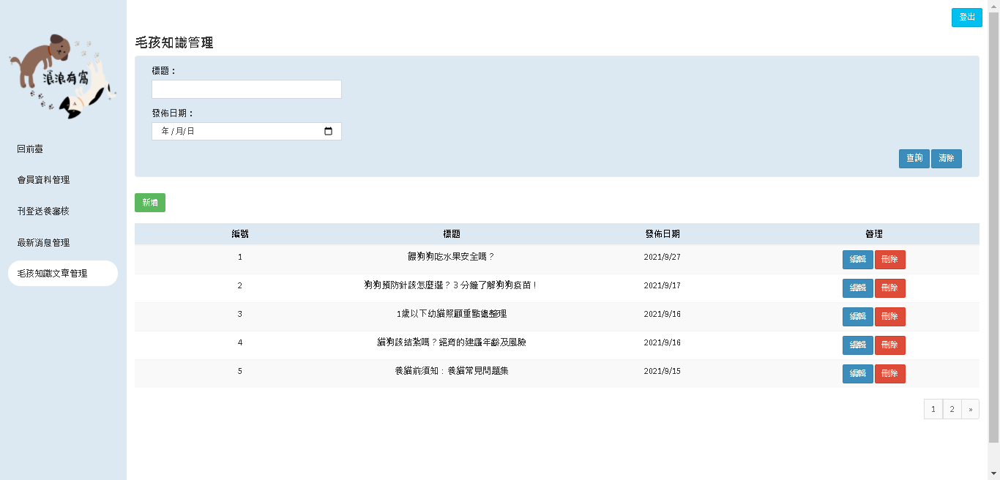 登出
浪浪有窩
回前臺
會員資料管理
刊登送養審核
最新消息管理
毛孩知識文章管理
毛孩知識管理
標題：
發佈日期：
年 /月/日
查詢 清除
新增
編號 標題 發佈日期 管理
1 餵狗狗吃水果安全嗎？ 2021/9/27 編輯 刪除
2 狗狗預防針該怎麼選？３分鐘了解狗狗疫苗！ 2021/9/17 編輯 刪除
3 1歲以下幼貓照顧重點總整理 2021/9/16 編輯 刪除
4 貓狗該結紮嗎？絕育的建議年齡及風險 2021/9/16 編輯 刪除
5 養貓前須知：養貓常見問題集 2021/9/15 編輯 刪除
1 2 »